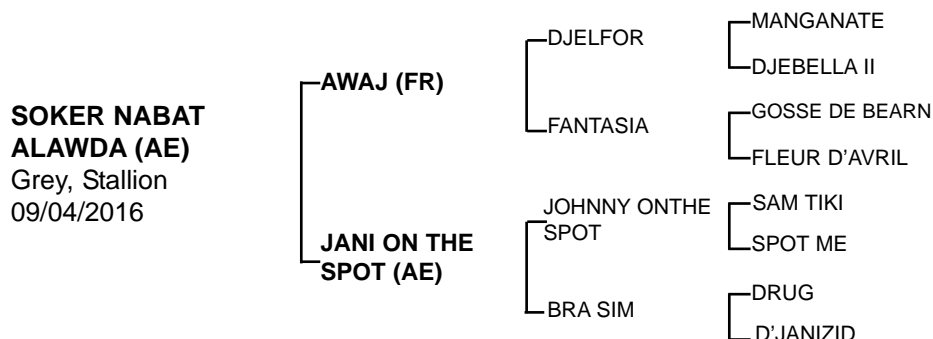 SOKER NABAT
ALAWDA (AE)
Grey, Stallion
09/04/2016
AWAJ (FR)
JANI ON THE
SPOT (AE)
DJELFOR
FANTASIA
JOHNNY ONTHE
SPOT
BRA SIM
MANGANATE
DJEBELLA II
GOSSE DE BEARN
FLEUR D'AVRIL
SAM TIKI
SPOT ME
DRUG
D'JANIZID